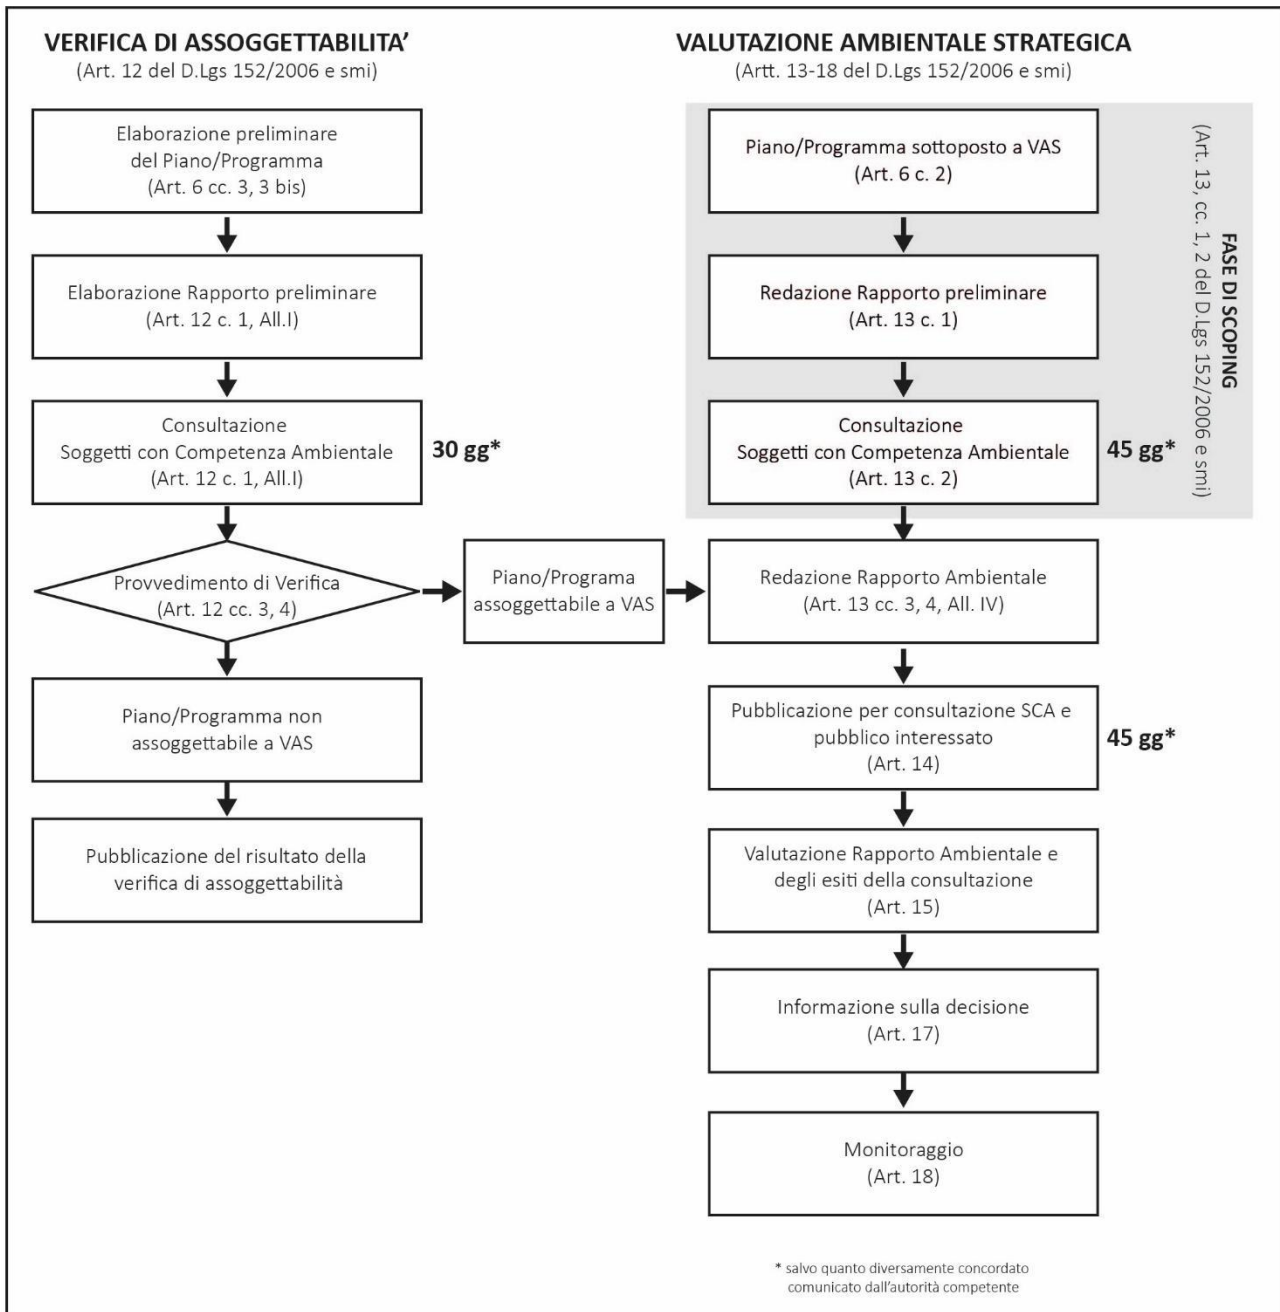 VERIFICA DI ASSOGGETTABILITA’
(Art. 12 del D.Lgs 152/2006 e smi)
Elaborazione preliminare
del Piano/Programma
(Art. 6 cc. 3, 3 bis)
Elaborazione Rapporto preliminare
(Art. 12 c. 1, All.I)
Consultazione
Soggetti con Competenza Ambientale
(Art. 12 c. 1, All.I)
30 gg*
Provvedimento di Verifica
(Art. 12 cc. 3, 4)
Piano/Programa
assoggettabile a VAS
Piano/Programma non
assoggettabile a VAS
Pubblicazione del risultato della
verifica di assoggettabilità
VALUTAZIONE AMBIENTALE STRATEGICA
(Artt. 13-18 del D.Lgs 152/2006 e smi)
FASE DI SCOPING
(Art. 13, cc. 1, 2 del D.Lgs 152/2006 e smi)
Piano/Programma sottoposto a VAS
(Art. 6 c. 2)
Redazione Rapporto preliminare
(Art. 13 c. 1)
Consultazione
Soggetti con Competenza Ambientale
(Art. 13 c. 2)
45 gg*
Redazione Rapporto Ambientale
(Art. 13 cc. 3, 4, All. IV)
Pubblicazione per consultazione SCA e
pubblico interessato
(Art. 14)
45 gg*
Valutazione Rapporto Ambientale e
degli esiti della consultazione
(Art. 15)
Informazione sulla decisione
(Art. 17)
Monitoraggio
(Art. 18)
* salvo quanto diversamente concordato
comunicato dall’autorità competente